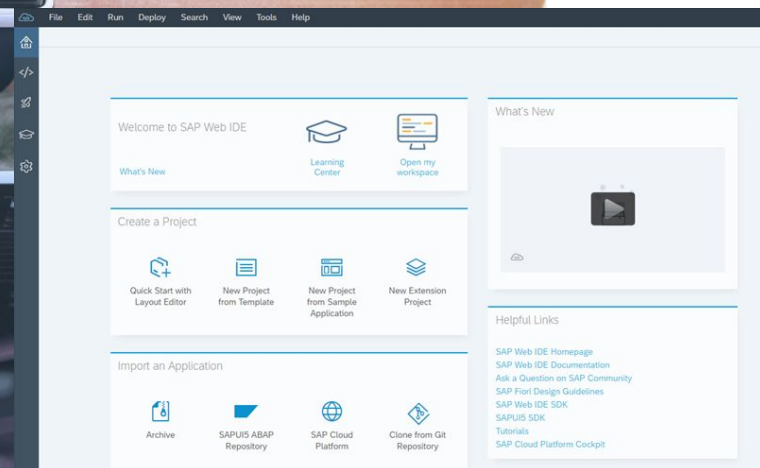 File Edit Run Deploy Search View Tools Help
Welcome to SAP Web IDE
What's New
Learning
Center
Open my
workspace
Create a Project
Quick Start with
Layout Editor
New Project
from Template
New Project
from Sample
Application
New Extension
Project
Import an Application
Archive
SAPUI5 ABAP
Repository
SAP Cloud
Platform
Clone from Git
Repository
What's New
Helpful Links
SAP Web IDE Homepage
SAP Web IDE Documentation
Ask a Question on SAP Community
SAP Fiori Design Guidelines
SAP Web IDE SDK
SAPUI5 SDK
Tutorials
SAP Cloud Platform Cockpit